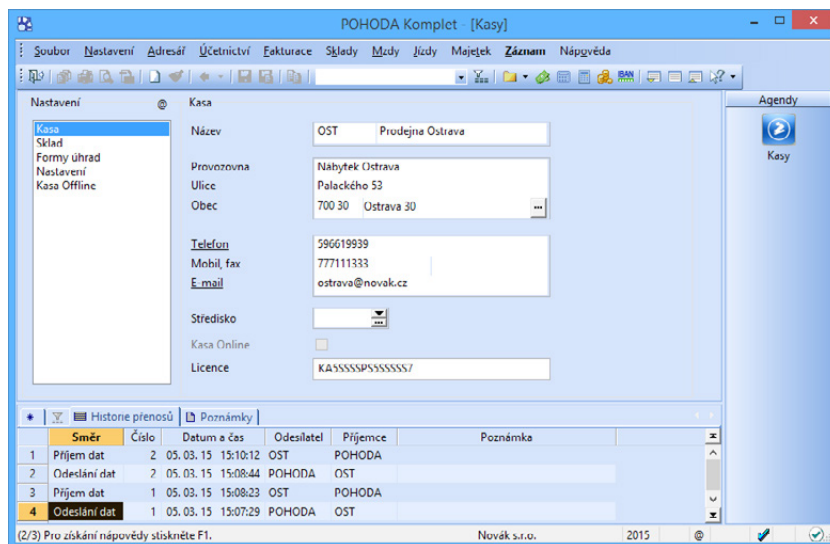 POHODA Komplet - [Kasy]
Soubor Nastavení Adresář Účetnictví Fakturace Sklady Mzdy Jízdy Majetek Záznam Nápověda
IBAN
Nastavení @ Kasa Agendy
Kasa
Sklad
Formy úhrad
Nastavení
Kasa Offline
Název OST Prodejna Ostrava
Kasy
Provozovna Nábytek Ostrava
Ulice Palackého 53
Obec 700 30 Ostrava 30 ...
Telefon 596619939
Mobil, fax 777111333
E-mail ostrava@novak.cz
Středisko
Kasa Online
Licence KA5SSSSPS5SSSSS7
Historie přenosů Poznámky
Směr Číslo Datum a čas Odesílatel Příjemce Poznámka
1 Příjem dat 2 05. 03. 15 15:10:12 OST POHODA
2 Odeslání dat 2 05. 03. 15 15:08:44 POHODA OST
3 Příjem dat 1 05. 03. 15 15:08:23 OST POHODA
4 Odeslání dat 1 05. 03. 15 15:07:29 POHODA OST
(2/3) Pro získání nápovědy stiskněte F1. Novák s.r.o. 2015 @